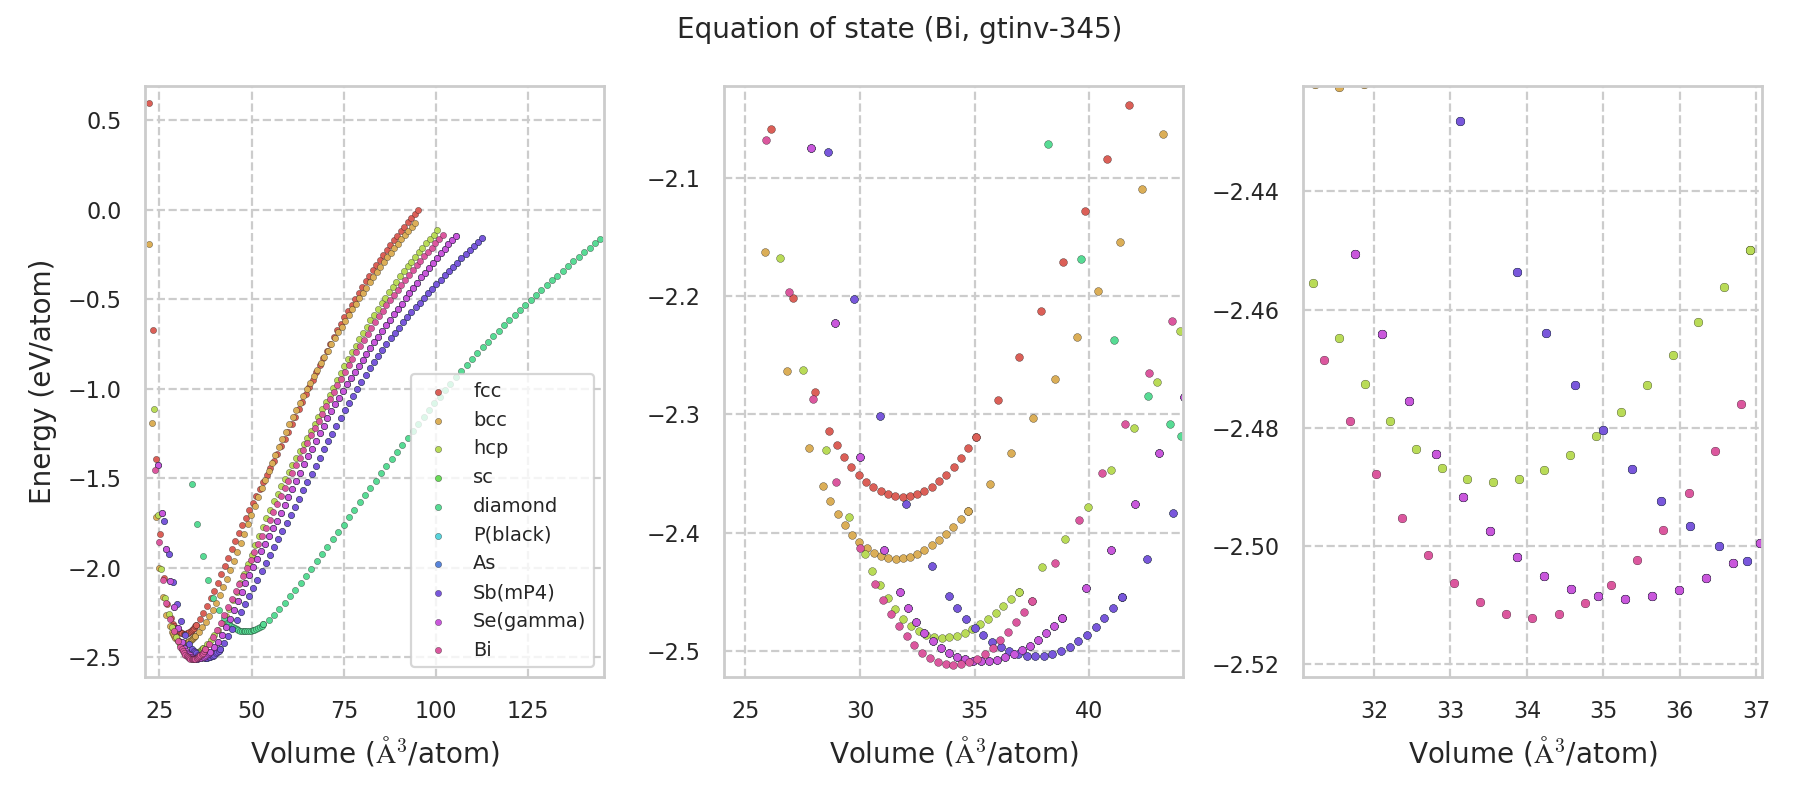 Equation of state (Bi, gtinv-345)
Energy (eV/atom)
0.5
0.0
−0.5
−1.0
−1.5
−2.0
−2.5
25 50 75 100 125
Volume (Å³/atom)
fcc
bcc
hcp
sc
diamond
P(black)
As
Sb(mP4)
Se(gamma)
Bi
−2.1
−2.2
−2.3
−2.4
−2.5
25 30 35 40
Volume (Å³/atom)
−2.44
−2.46
−2.48
−2.50
−2.52
32 33 34 35 36 37
Volume (Å³/atom)